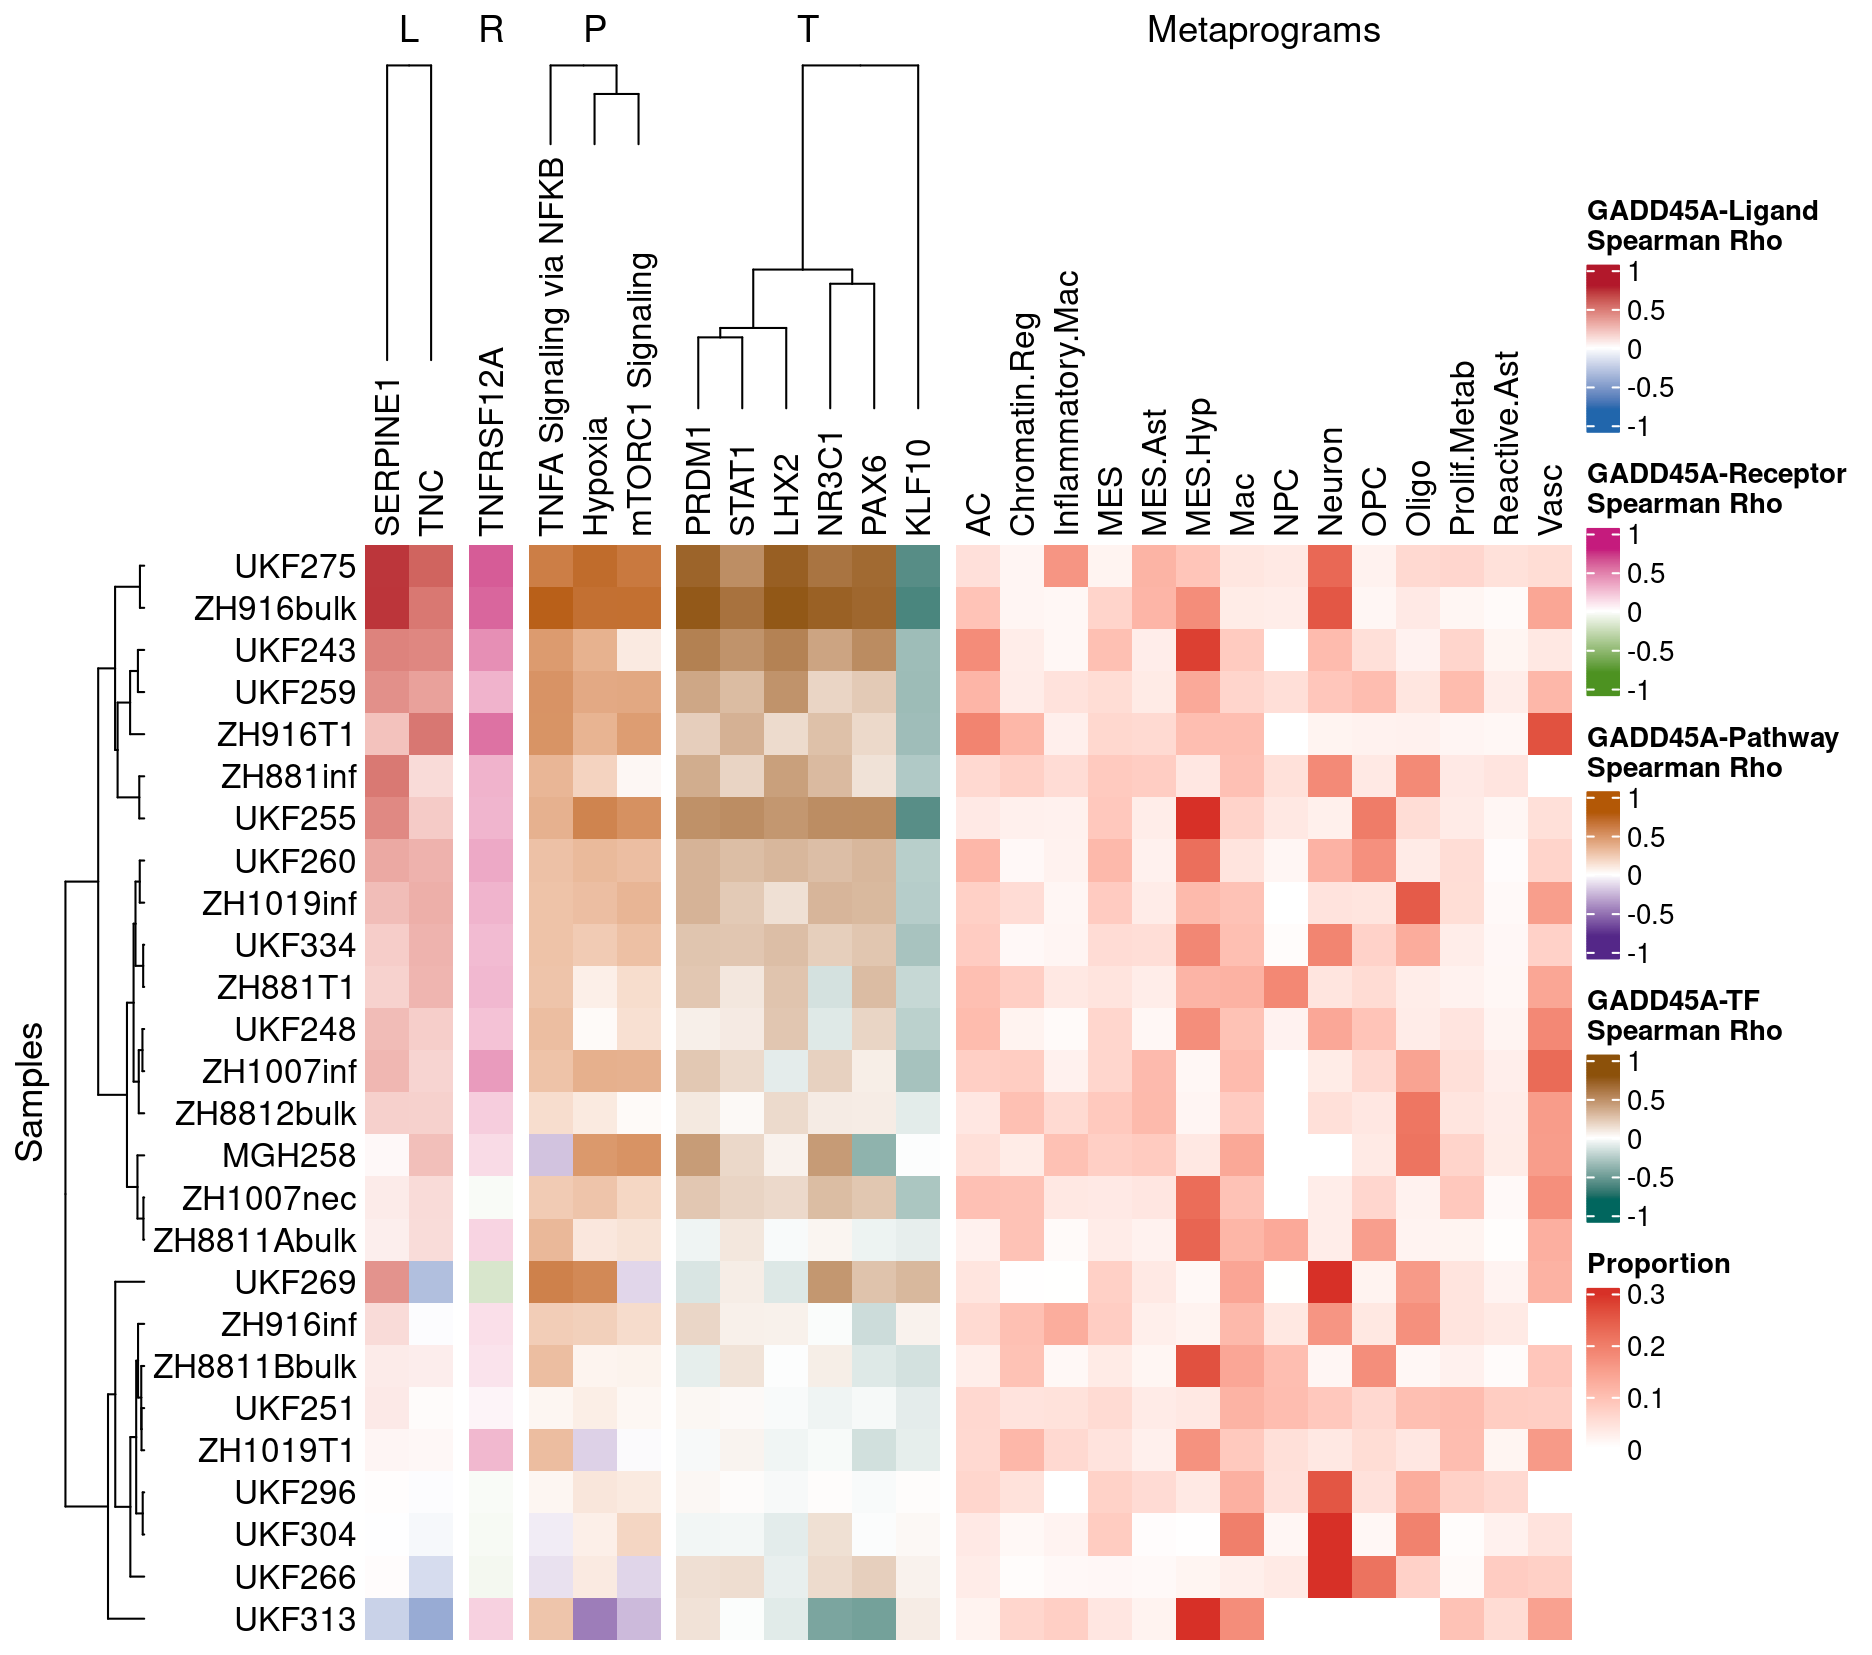 L R P T Metaprograms
SERPINE1
TNC
TNFRSF12A
TNFA Signaling via NFKB
Hypoxia
mTORC1 Signaling
PRDM1
STAT1
LHX2
NR3C1
PAX6
KLF10
AC
Chromatin.Reg
Inflammatory.Mac
MES
MES.Ast
MES.Hyp
Mac
NPC
Neuron
OPC
Oligo
Prolif.Metab
Reactive.Ast
Vasc
Samples
UKF275
ZH916bulk
UKF243
UKF259
ZH916T1
ZH881inf
UKF255
UKF260
ZH1019inf
UKF334
ZH881T1
UKF248
ZH1007inf
ZH8812bulk
MGH258
ZH1007nec
ZH8811Abulk
UKF269
ZH916inf
ZH8811Bbulk
UKF251
ZH1019T1
UKF296
UKF304
UKF266
UKF313
GADD45A-Ligand
Spearman Rho
1
0.5
0
-0.5
-1
GADD45A-Receptor
Spearman Rho
1
0.5
0
-0.5
-1
GADD45A-Pathway
Spearman Rho
1
0.5
0
-0.5
-1
GADD45A-TF
Spearman Rho
1
0.5
0
-0.5
-1
Proportion
0.3
0.2
0.1
0